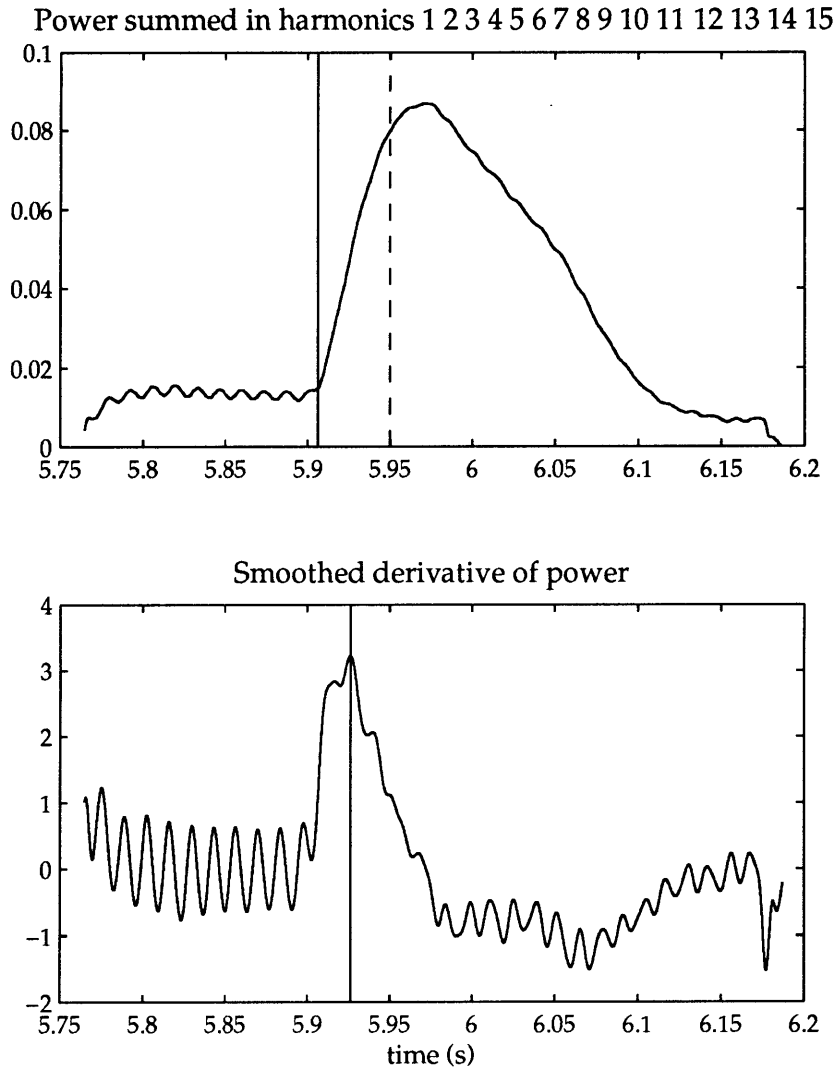 Power summed in harmonics 1 2 3 4 5 6 7 8 9 10 11 12 13 14 15
0.1
0.08
0.06
0.04
0.02
0
5.75 5.8 5.85 5.9 5.95 6 6.05 6.1 6.15 6.2
Smoothed derivative of power
4
3
2
1
0
−1
−2
5.75 5.8 5.85 5.9 5.95 6 6.05 6.1 6.15 6.2
time (s)